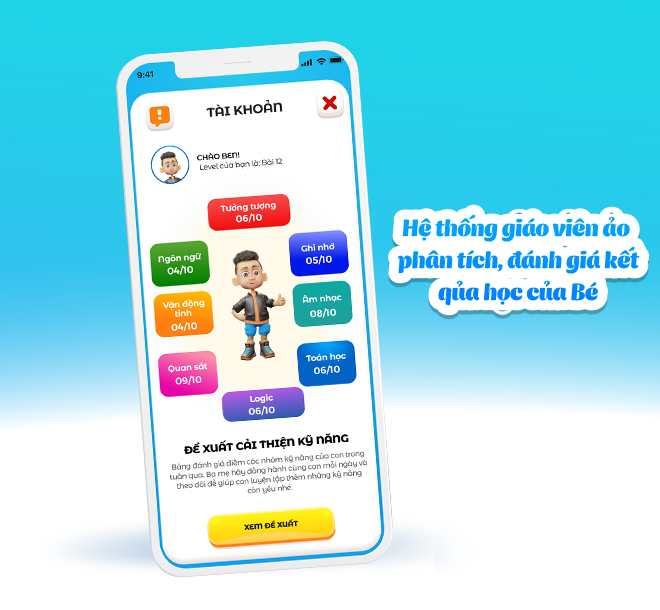 9:41
TÀI KHOẢN
CHÀO BEN!
Level của bạn là: Bài 12
Tưởng tượng
06/10
Ngôn ngữ
04/10
Ghi nhớ
05/10
Vận động
tinh
04/10
Âm nhạc
08/10
Quan sát
09/10
Toán học
06/10
Logic
06/10
ĐỀ XUẤT CẢI THIỆN KỸ NĂNG
Bảng đánh giá điểm các nhóm kỹ năng của con trong
tuần qua. Ba mẹ hãy đồng hành cùng con mỗi ngày và
theo dõi để giúp con luyện tập thêm những kỹ năng
còn yếu nhé.
XEM ĐỀ XUẤT
Hệ thống giáo viên ảo
phân tích, đánh giá kết
qủa học của Bé